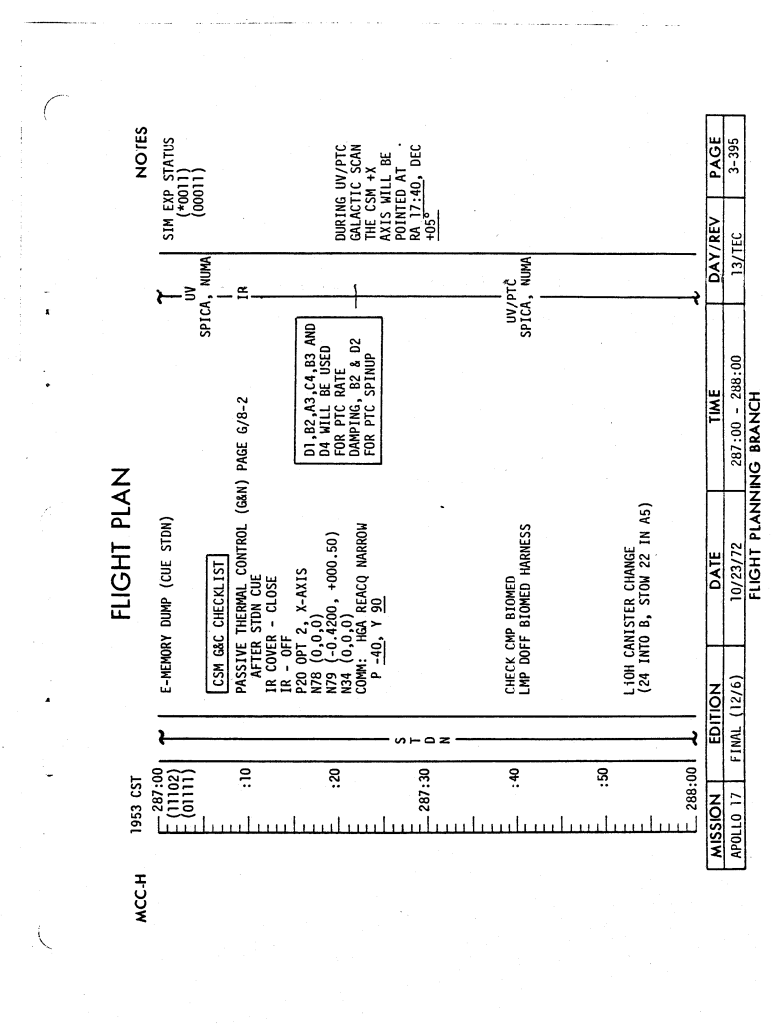 FLIGHT PLAN
MCC-H
1953 CST
NOTES
287:00
(11102)
(01111)
:10
:20
287:30
:40
:50
288:00
S
T
D
N
E-MEMORY DUMP (CUE STDN)
CSM G&C CHECKLIST
PASSIVE THERMAL CONTROL (G&N) PAGE G/8-2
AFTER STDN CUE
IR COVER - CLOSE
IR - OFF
P20 OPT 2, X-AXIS
N78 (0,0,0)
N79 (-0.4200, +000.50)
N34 (0,0,0)
COMM: HGA REACQ NARROW
P -40, Y 90
D1,B2,A3,C4,B3 AND
D4 WILL BE USED
FOR PTC RATE
DAMPING, B2 & D2
FOR PTC SPINUP
CHECK CMP BIOMED
LMP DOFF BIOMED HARNESS
LiOH CANISTER CHANGE
(24 INTO B, STOW 22 IN A5)
UV
SPICA, NUMA
IR
UV/PTC
SPICA, NUMA
SIM EXP STATUS
(*0011)
(00011)
DURING UV/PTC
GALACTIC SCAN
THE CSM +X
AXIS WILL BE
POINTED AT
RA 17:40, DEC
+05°
MISSION EDITION DATE TIME DAY/REV PAGE
APOLLO 17 FINAL (12/6) 10/23/72 287:00 - 288:00 13/TEC 3-395
FLIGHT PLANNING BRANCH